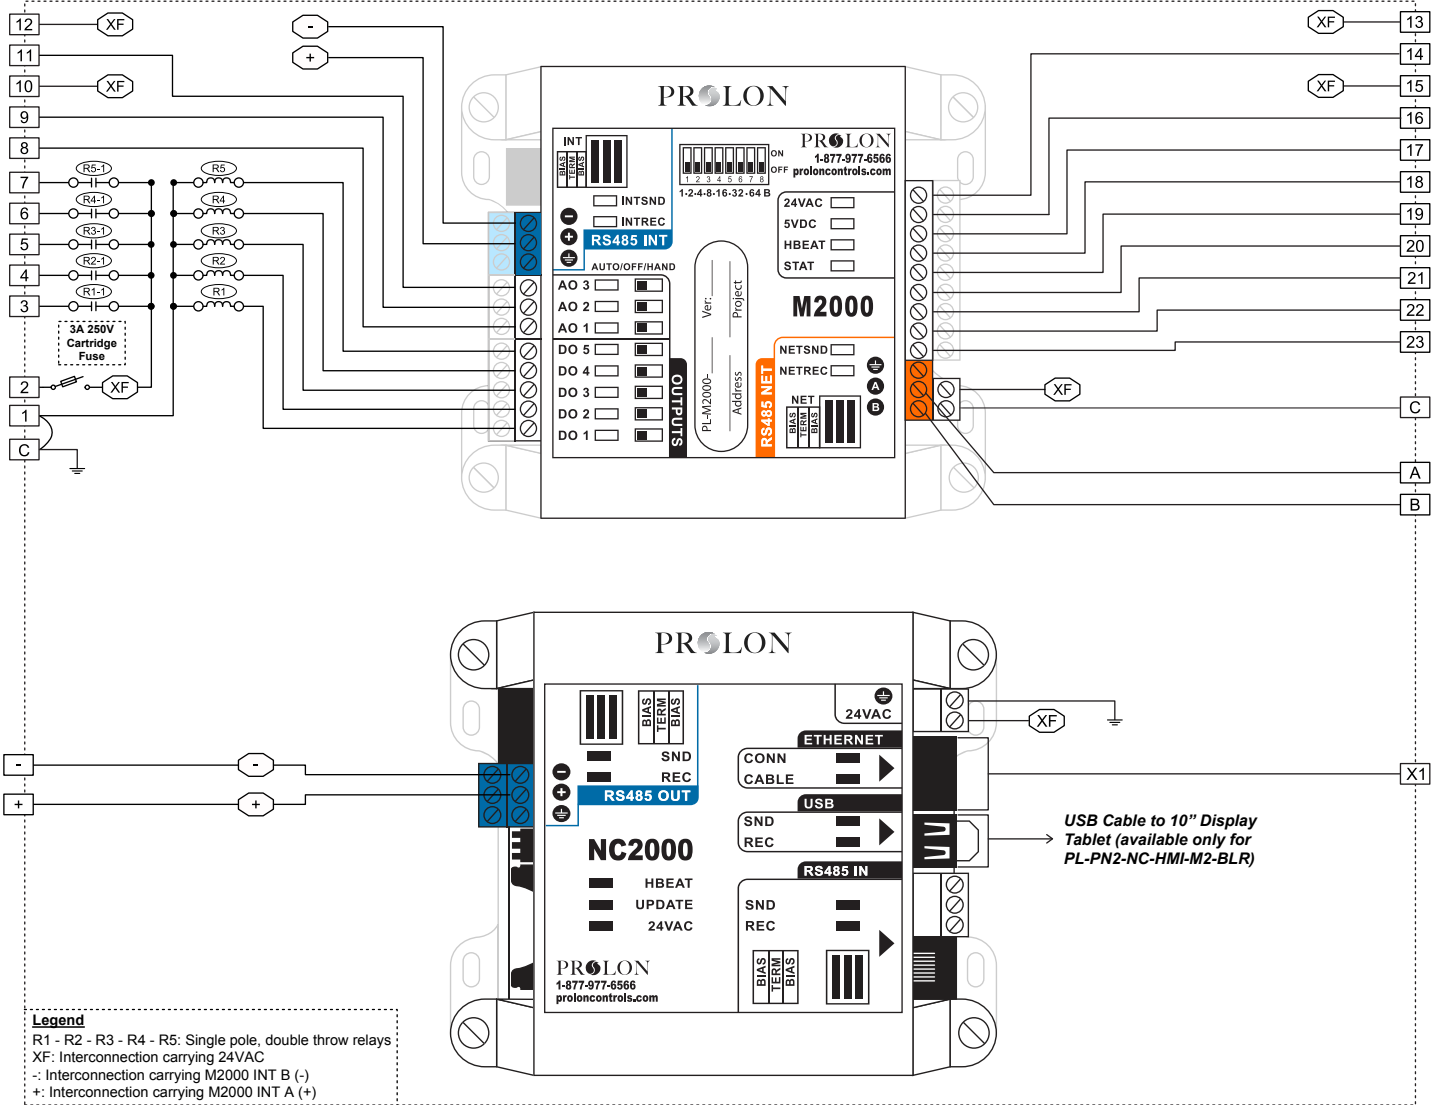 12
XF
-
XF
13
11
+
14
10
XF
XF
15
9
16
8
17
7
R5-1
R5
18
6
R4-1
R4
19
5
R3-1
R3
20
4
R2-1
R2
21
3
R1-1
R1
22
23
3A 250V
Cartridge
Fuse
2
XF
1
C
PROLON
INT
BIAS
TERM
BIAS
INTSND
INTREC
RS485 INT
ON
OFF
1 2 3 4 5 6 7 8
1·2·4·8·16·32·64 B
PROLON
1-877-977-6566
proloncontrols.com
24VAC
5VDC
HBEAT
STAT
M2000
AUTO/OFF/HAND
AO 3
AO 2
AO 1
DO 5
DO 4
DO 3
DO 2
DO 1
OUTPUTS
PL-M2000-
Ver:
Address
Project
RS485 NET
NETSND
NETREC
A
B
NET
BIAS
TERM
BIAS
XF
C
A
B
PROLON
BIAS
TERM
BIAS
SND
REC
RS485 OUT
-
-
+
+
NC2000
HBEAT
UPDATE
24VAC
PROLON
1-877-977-6566
proloncontrols.com
24VAC
XF
ETHERNET
CONN
CABLE
X1
USB
SND
REC
USB Cable to 10” Display
Tablet (available only for
PL-PN2-NC-HMI-M2-BLR)
RS485 IN
SND
REC
BIAS
TERM
BIAS
Legend
R1 - R2 - R3 - R4 - R5: Single pole, double throw relays
XF: Interconnection carrying 24VAC
-: Interconnection carrying M2000 INT B (-)
+: Interconnection carrying M2000 INT A (+)